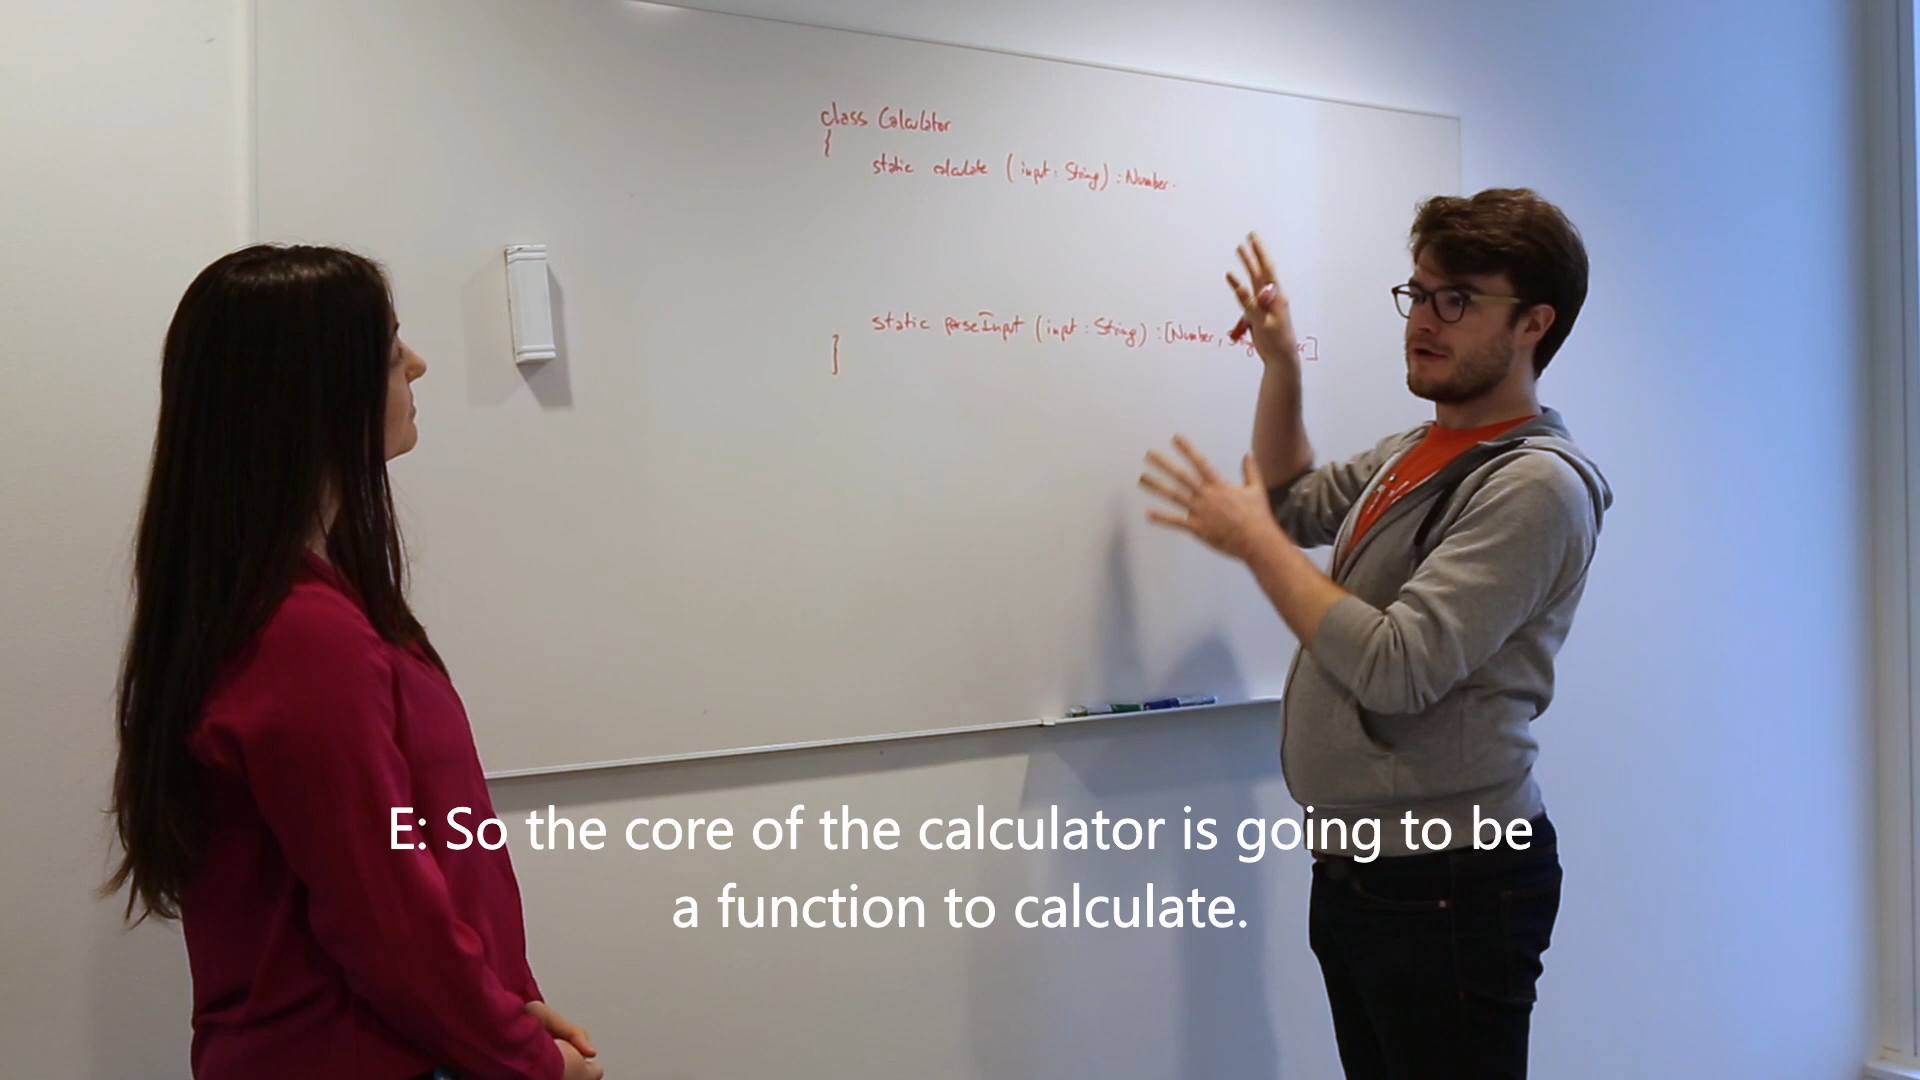 class Calculator
{
static calculate (input: String) : Number.
static parseInput (input: String) : [Number,
]
}
E: So the core of the calculator is going to be
a function to calculate.